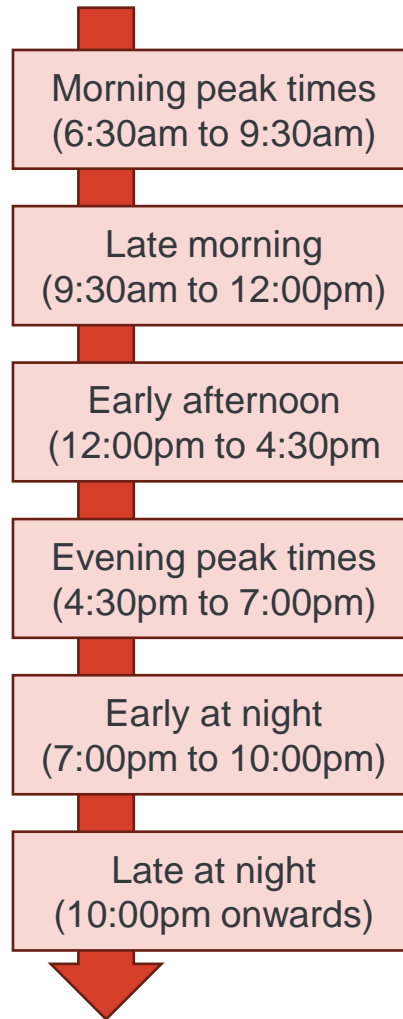 Morning peak times
(6:30am to 9:30am)
Late morning
(9:30am to 12:00pm)
Early afternoon
(12:00pm to 4:30pm
Evening peak times
(4:30pm to 7:00pm)
Early at night
(7:00pm to 10:00pm)
Late at night
(10:00pm onwards)